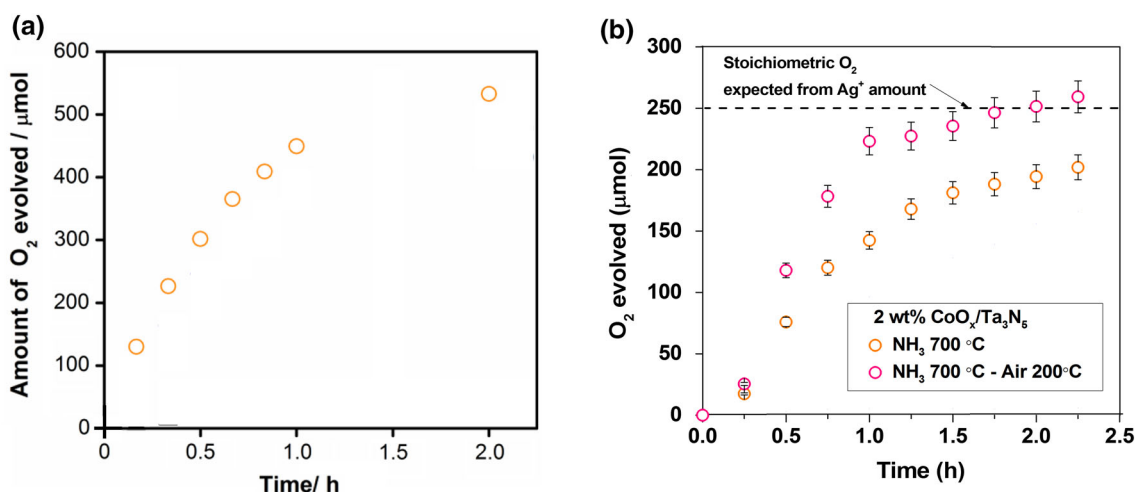 (a)
600
500
400
300
200
100
0
0.5
1.0
1.5
2.0
Amount of O₂ evolved / µmol
Time/ h
(b)
300
250
200
150
100
50
0
0.0
0.5
1.0
1.5
2.0
2.5
O₂ evolved (µmol)
Time (h)
Stoichiometric O₂
expected from Ag⁺ amount
2 wt% CoOₓ/Ta₃N₅
NH₃ 700 °C
NH₃ 700 °C - Air 200°C